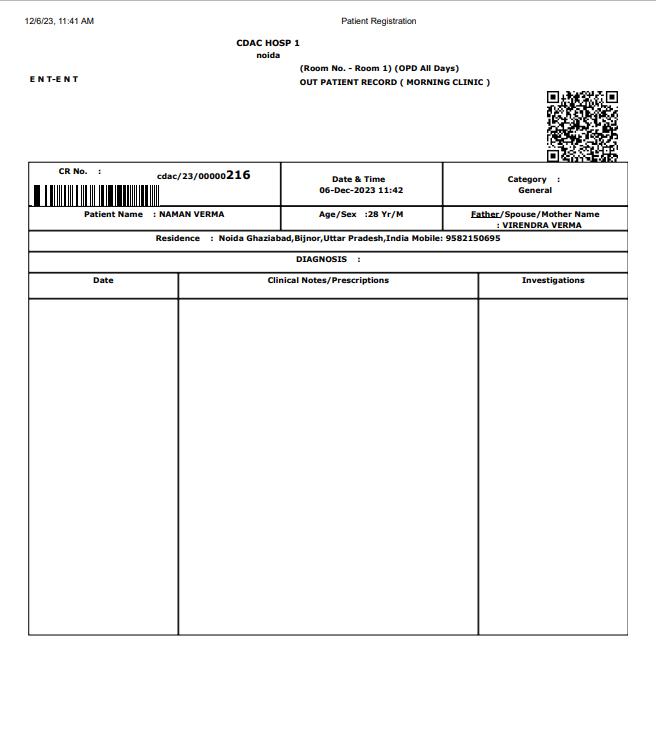 12/6/23, 11:41 AM Patient Registration
CDAC HOSP 1
noida
(Room No. - Room 1) (OPD All Days)
E N T-E N T
OUT PATIENT RECORD ( MORNING CLINIC )
CR No. : cdac/23/00000216
Date & Time
06-Dec-2023 11:42
Category :
General
Patient Name : NAMAN VERMA
Age/Sex :28 Yr/M
Father/Spouse/Mother Name
: VIRENDRA VERMA
Residence : Noida Ghaziabad,Bijnor,Uttar Pradesh,India Mobile: 9582150695
DIAGNOSIS :
Date Clinical Notes/Prescriptions Investigations